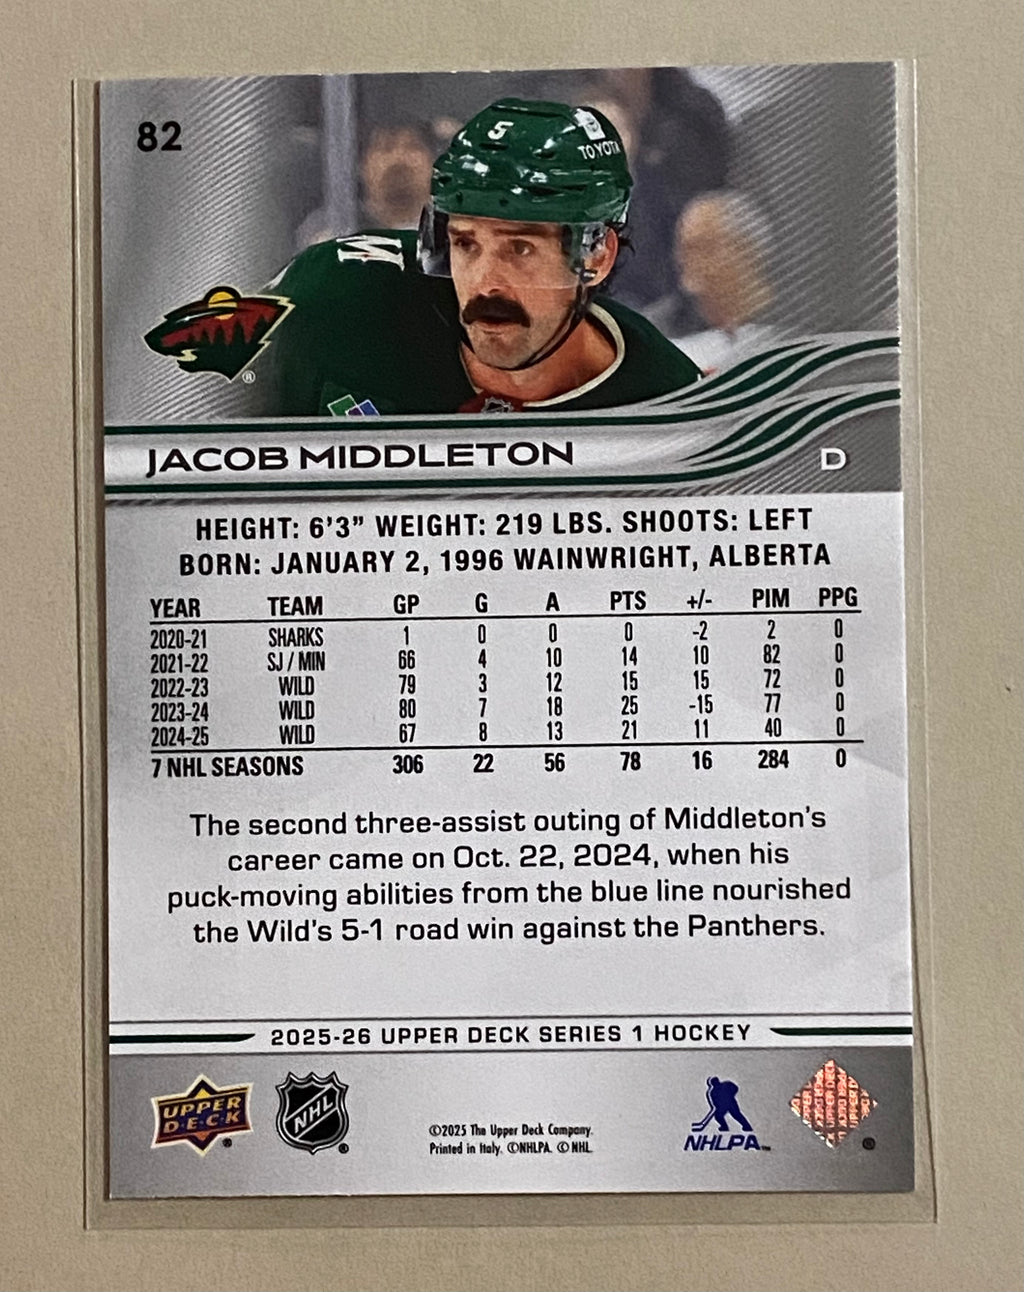 82
5
TOYOTA
M
JACOB MIDDLETON
D
HEIGHT: 6'3" WEIGHT: 219 LBS. SHOOTS: LEFT
BORN: JANUARY 2, 1996 WAINWRIGHT, ALBERTA
YEAR TEAM GP G A PTS +/- PIM PPG
2020-21 SHARKS 1 0 0 0 -2 2 0
2021-22 SJ / MIN 66 4 10 14 10 82 0
2022-23 WILD 79 3 12 15 15 72 0
2023-24 WILD 80 7 18 25 -15 77 0
2024-25 WILD 67 8 13 21 11 40 0
7 NHL SEASONS 306 22 56 78 16 284 0
The second three-assist outing of Middleton's
career came on Oct. 22, 2024, when his
puck-moving abilities from the blue line nourished
the Wild's 5-1 road win against the Panthers.
2025-26 UPPER DECK SERIES 1 HOCKEY
UPPER
DECK
NHL
©2025 The Upper Deck Company.
Printed in Italy. ©NHLPA. © NHL.
NHLPA™